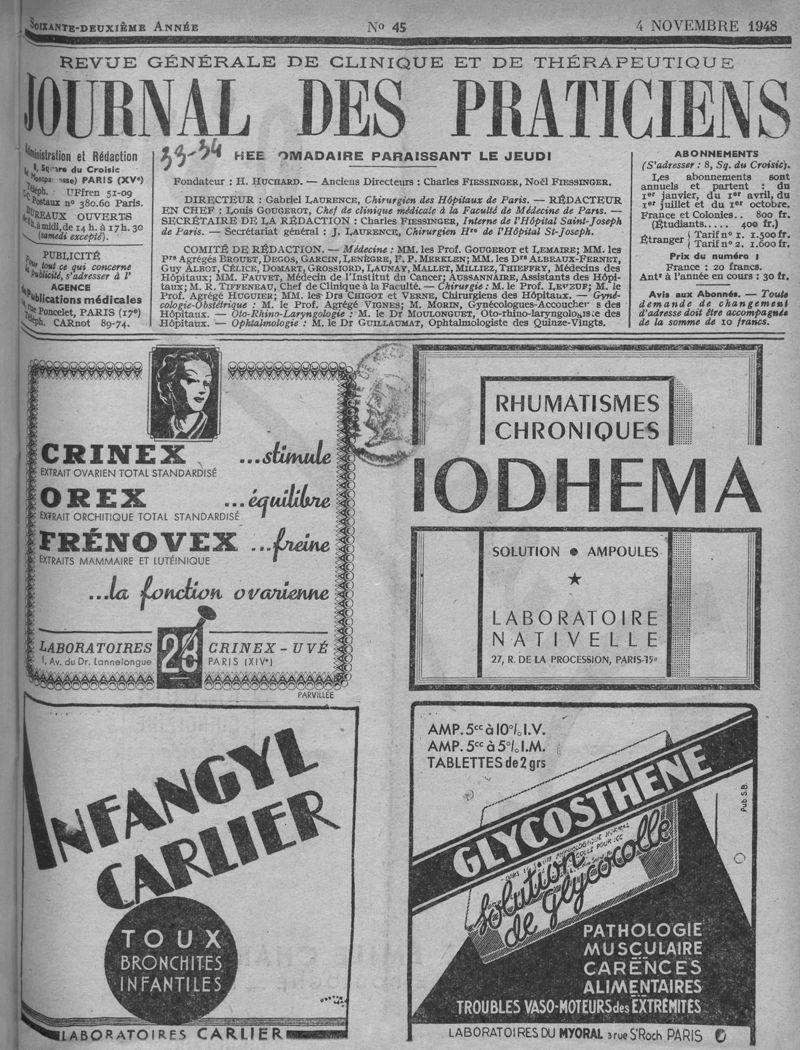 SOIXANTE-DEUXIÈME ANNÉE
No 45
4 NOVEMBRE 1948
REVUE GÉNÉRALE DE CLINIQUE ET DE THÉRAPEUTIQUE
JOURNAL DES PRATICIENS
33-34
HEB OMADAIRE PARAISSANT LE JEUDI
Administration et Rédaction
8, Square du Croisic
PARIS (XVe)
Téléph. : UFfren 51-09
Postaux no 380.60 Paris.
BUREAUX OUVERTS
à midi, de 14 h. à 17 h. 30
(samedi excepté).
PUBLICITÉ
Pour tout ce qui concerne
la Publicité, s'adresser à l'
AGENCE
Publications médicales
Poncelet, PARIS (17e)
Téléph. CARnot 89-74.
Fondateur : H. HUCHARD. — Anciens Directeurs : Charles FIESSINGER, Noël FIESSINGER.
DIRECTEUR : Gabriel LAURENCE, Chirurgien des Hôpitaux de Paris. — RÉDACTEUR
EN CHEF : Louis GOUGEROT, Chef de clinique médicale à la Faculté de Médecine de Paris. —
SECRÉTAIRE DE LA RÉDACTION : Charles FIESSINGER, Interne de l'Hôpital Saint-Joseph
de Paris. — Secrétariat général : J. LAURENCE, Chirurgien Hre de l'Hôpital St-Joseph.
COMITÉ DE RÉDACTION. — Médecine : MM. les Prof. GOUGEROT et LEMAIRE; MM. les
Prs Agrégés BROUET, DEGOS, GARCIN, LENÈGRE, F. P. MERKLEN; MM. les Drs ALBEAUX-FERNET,
Guy ALBOT, CÉLICE, DOMART, GROSSIORD, LAUNAY, MALLET, MILLIEZ, THIEFFRY, Médecins des
Hôpitaux; MM. FAUVET, Médecin de l'Institut du Cancer; AUSSANNAIRE, Assistants des Hôpi-
taux; M. R. TIFFENEAU, Chef de Clinique à la Faculté. — Chirurgie : M. le Prof. LEVEUF; M. le
Prof. Agrégé HUGUIER; MM. les Drs CHIGOT et VERNE, Chirurgiens des Hôpitaux. — Gyné-
cologie-Obstétrique : M. le Prof. Agrégé VIGNES; M. MORIN, Gynécologues-Accoucher s des
Hôpitaux. — Oto-Rhino-Laryngologie : M. le Dr MOULONGUET, Oto-rhino-laryngologiste des
Hôpitaux. — Ophtalmologie : M. le Dr GUILLAUMAT, Ophtalmologiste des Quinze-Vingts.
ABONNEMENTS
(S'adresser : 8, Sq. du Croisic).
Les abonnements sont
annuels et partent : du
1er janvier, du 1er avril, du
1er juillet et du 1er octobre.
France et Colonies.. 800 fr.
(Étudiants..... 400 fr.)
Étranger { Tarif no 1. 1.500 fr.
{ Tarif no 2. 1.600 fr.
Prix du numéro :
France : 20 francs.
Antr à l'année en cours : 30 fr.
Avis aux Abonnés. — Toute
demande de changement
d'adresse doit être accompagnée
de la somme de 10 francs.
CRINEX ...stimule
EXTRAIT OVARIEN TOTAL STANDARDISÉ
OREX ...équilibre
EXTRAIT ORCHITIQUE TOTAL STANDARDISÉ
FRÉNOVEX ...freine
EXTRAITS MAMMAIRE ET LUTÉINIQUE
...la fonction ovarienne
LABORATOIRES CRINEX-UVÉ
1, Av. du Dr. Lannelongue PARIS (XIVe)
PARVILLÉE
RHUMATISMES
CHRONIQUES
IODHEMA
SOLUTION • AMPOULES
★
LABORATOIRE
NATIVELLE
27, R. DE LA PROCESSION, PARIS-15e
INFANGYL
CARLIER
TOUX
BRONCHITES
INFANTILES
LABORATOIRES CARLIER
AMP. 5cc à 10% I.V.
AMP. 5cc à 5% I.M.
TABLETTES de 2 grs
Pub. S.B.
GLYCOSTHENE
Solution
de Glycocolle
PATHOLOGIE
MUSCULAIRE
CARENCES
ALIMENTAIRES
TROUBLES VASO-MOTEURS des EXTRÉMITÉS
LABORATOIRES DU MYORAL 3 rue St Roch PARIS